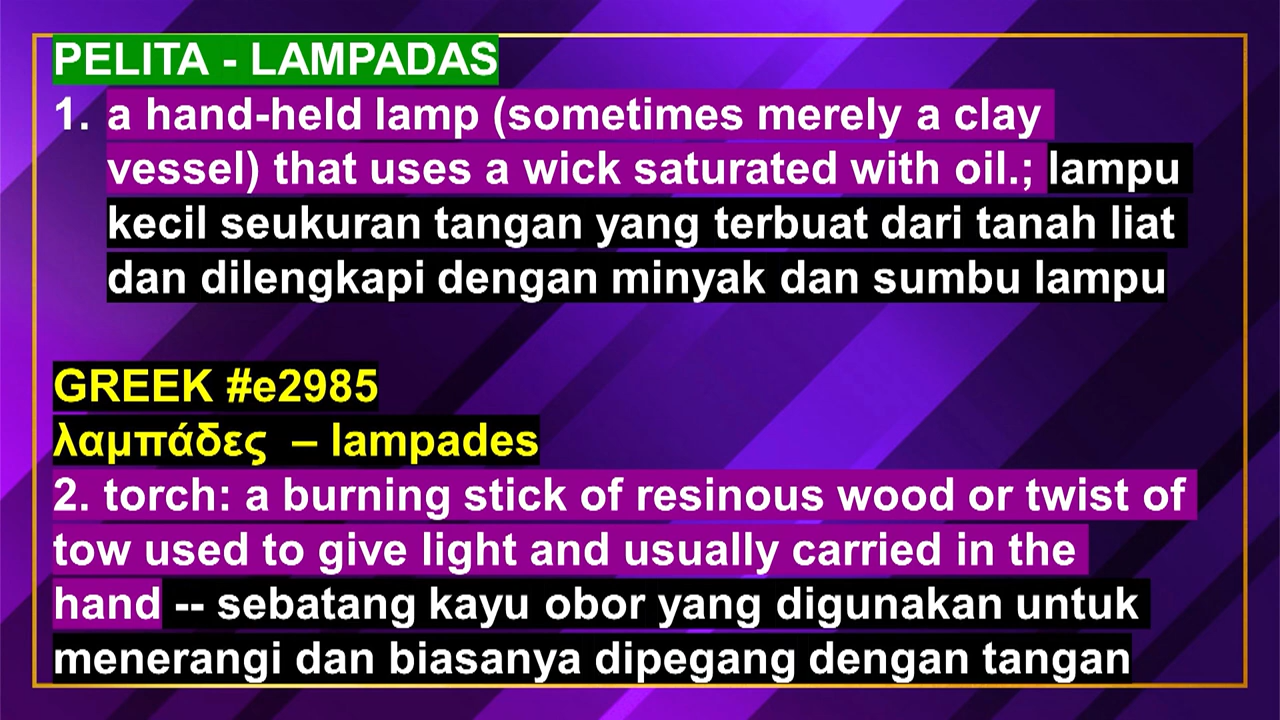 PELITA - LAMPADAS
1. a hand-held lamp (sometimes merely a clay
vessel) that uses a wick saturated with oil.; lampu
kecil seukuran tangan yang terbuat dari tanah liat
dan dilengkapi dengan minyak dan sumbu lampu
GREEK #e2985
λαμπάδες – lampades
2. torch: a burning stick of resinous wood or twist of
tow used to give light and usually carried in the
hand -- sebatang kayu obor yang digunakan untuk
menerangi dan biasanya dipegang dengan tangan